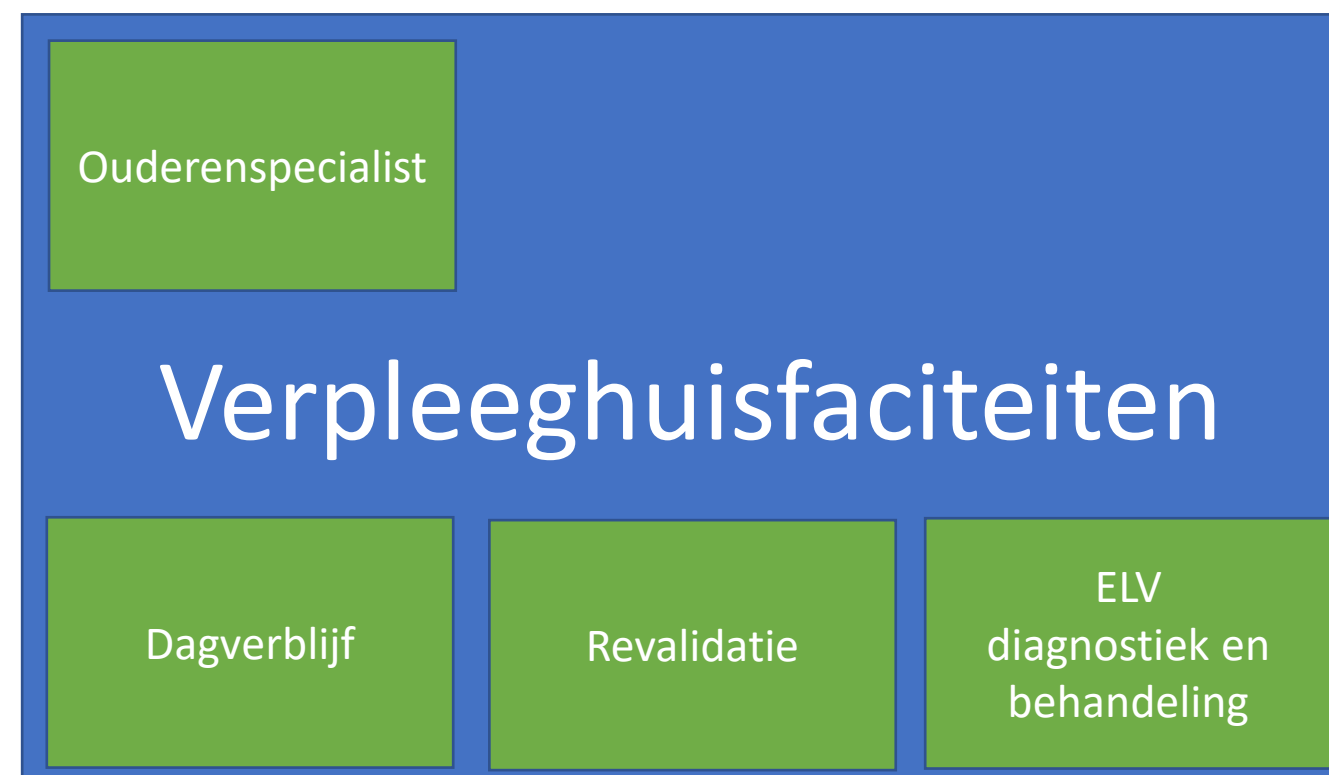 Ouderenspecialist
Verpleeghuisfaciteiten
Dagverblijf
Revalidatie
ELV
diagnostiek en
behandeling